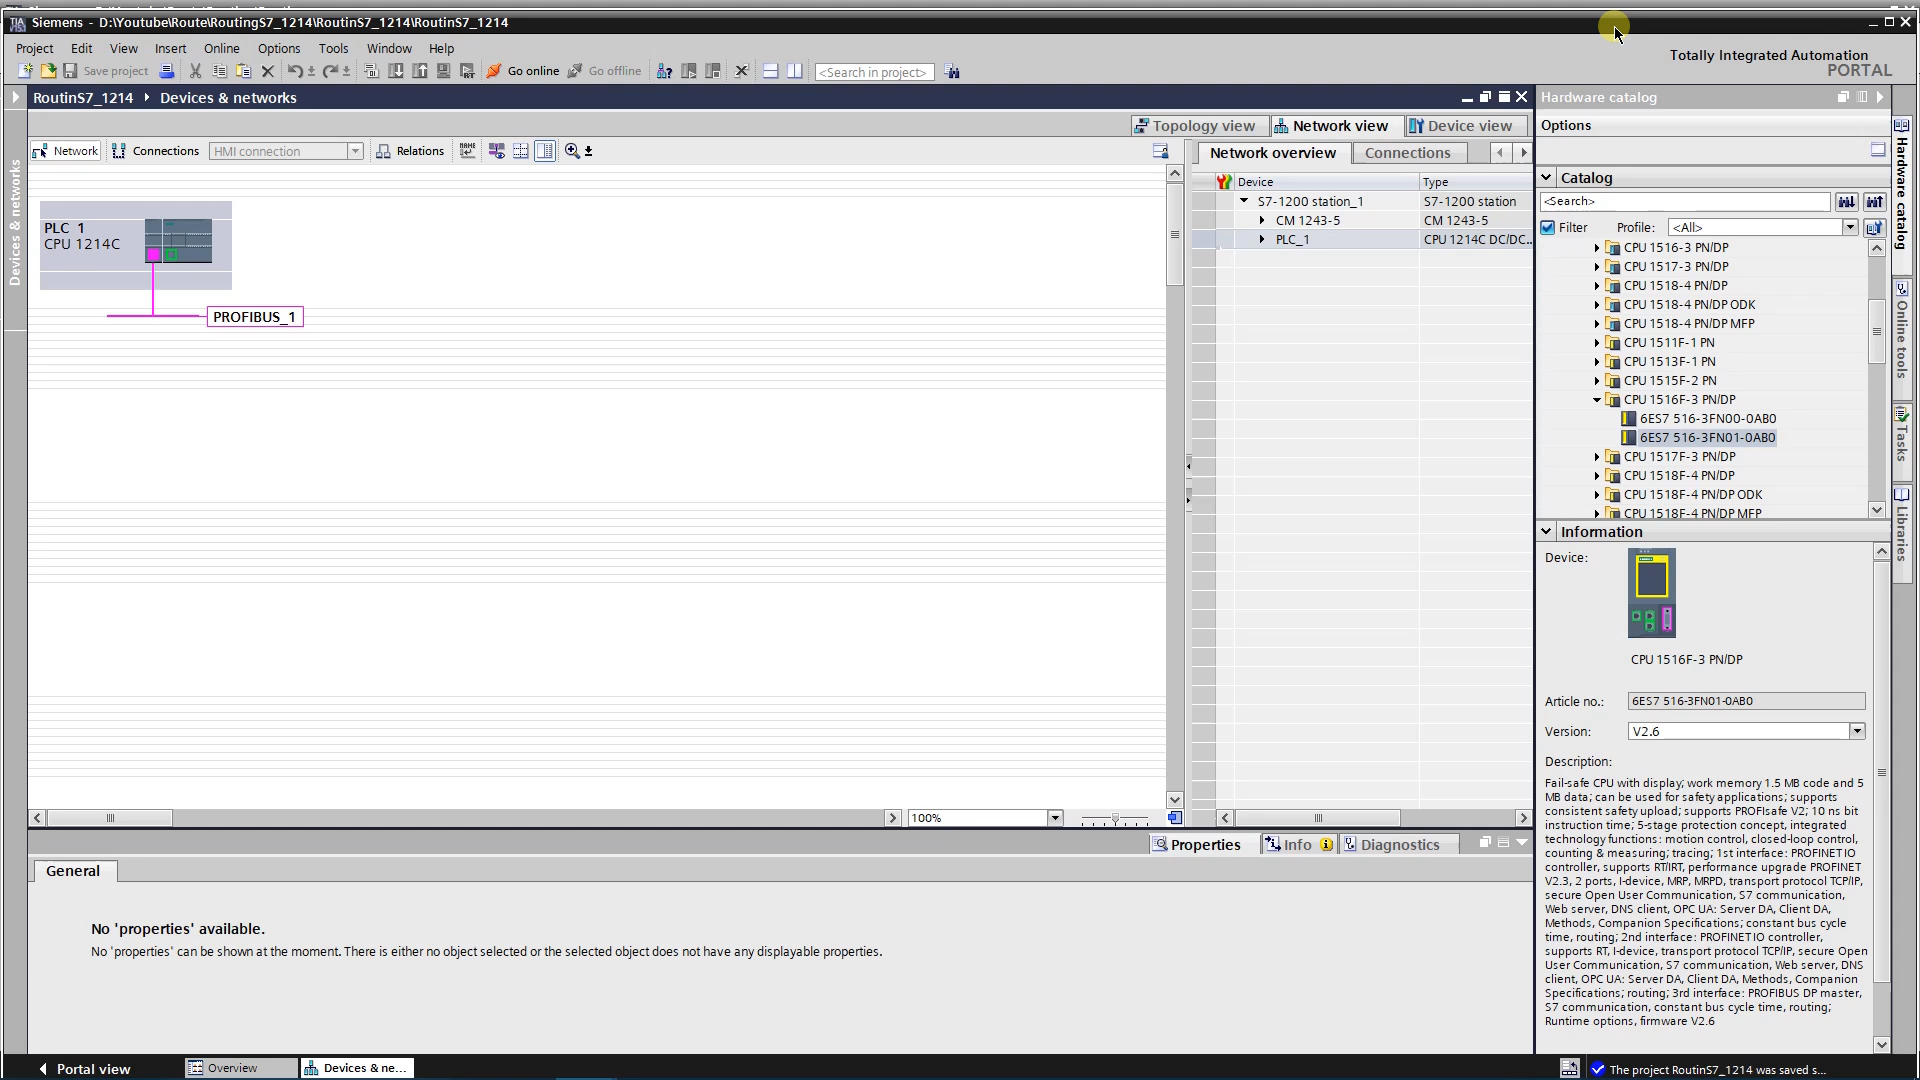 Siemens - D:\Youtube\Route\RoutingS7_1214\RoutinS7_1214\RoutinS7_1214
Project Edit View Insert Online Options Tools Window Help
Totally Integrated Automation
PORTAL
Save project Go online Go offline <Search in project>
RoutinS7_1214 Devices & networks
Hardware catalog
Options
Topology view Network view Device view
Network Connections HMI connection Relations
Network overview Connections
Device Type
S7-1200 station_1 S7-1200 station
CM 1243-5 CM 1243-5
PLC_1 CPU 1214C DC/DC...
PLC_1
CPU 1214C
PROFIBUS_1
Devices & networks
Catalog
<Search>
Filter Profile: <All>
CPU 1516-3 PN/DP
CPU 1517-3 PN/DP
CPU 1518-4 PN/DP
CPU 1518-4 PN/DP ODK
CPU 1518-4 PN/DP MFP
CPU 1511F-1 PN
CPU 1513F-1 PN
CPU 1515F-2 PN
CPU 1516F-3 PN/DP
6ES7 516-3FN00-0AB0
6ES7 516-3FN01-0AB0
CPU 1517F-3 PN/DP
CPU 1518F-4 PN/DP
CPU 1518F-4 PN/DP ODK
CPU 1518F-4 PN/DP MFP
Hardware catalog
Online tools
Tasks
Libraries
Information
Device:
CPU 1516F-3 PN/DP
Article no.: 6ES7 516-3FN01-0AB0
Version: V2.6
Description:
Fail-safe CPU with display; work memory 1.5 MB code and 5
MB data; can be used for safety applications; supports
consistent safety upload; supports PROFIsafe V2; 10 ns bit
instruction time; 5-stage protection concept, integrated
technology functions: motion control, closed-loop control,
counting & measuring; tracing; 1st interface: PROFINET IO
controller, supports RT/IRT, performance upgrade PROFINET
V2.3, 2 ports, I-device, MRP, MRPD, transport protocol TCP/IP,
secure Open User Communication, S7 communication,
Web server, DNS client, OPC UA: Server DA, Client DA,
Methods, Companion Specifications; constant bus cycle
time, routing; 2nd interface: PROFINET IO controller,
supports RT, I-device, transport protocol TCP/IP, secure Open
User Communication, S7 communication, Web server, DNS
client, OPC UA: Server DA, Client DA, Methods, Companion
Specifications; routing; 3rd interface: PROFIBUS DP master,
S7 communication, constant bus cycle time, routing;
Runtime options, firmware V2.6
100%
Properties Info Diagnostics
General
No 'properties' available.
No 'properties' can be shown at the moment. There is either no object selected or the selected object does not have any displayable properties.
Portal view Overview Devices & ne... The project RoutinS7_1214 was saved s...